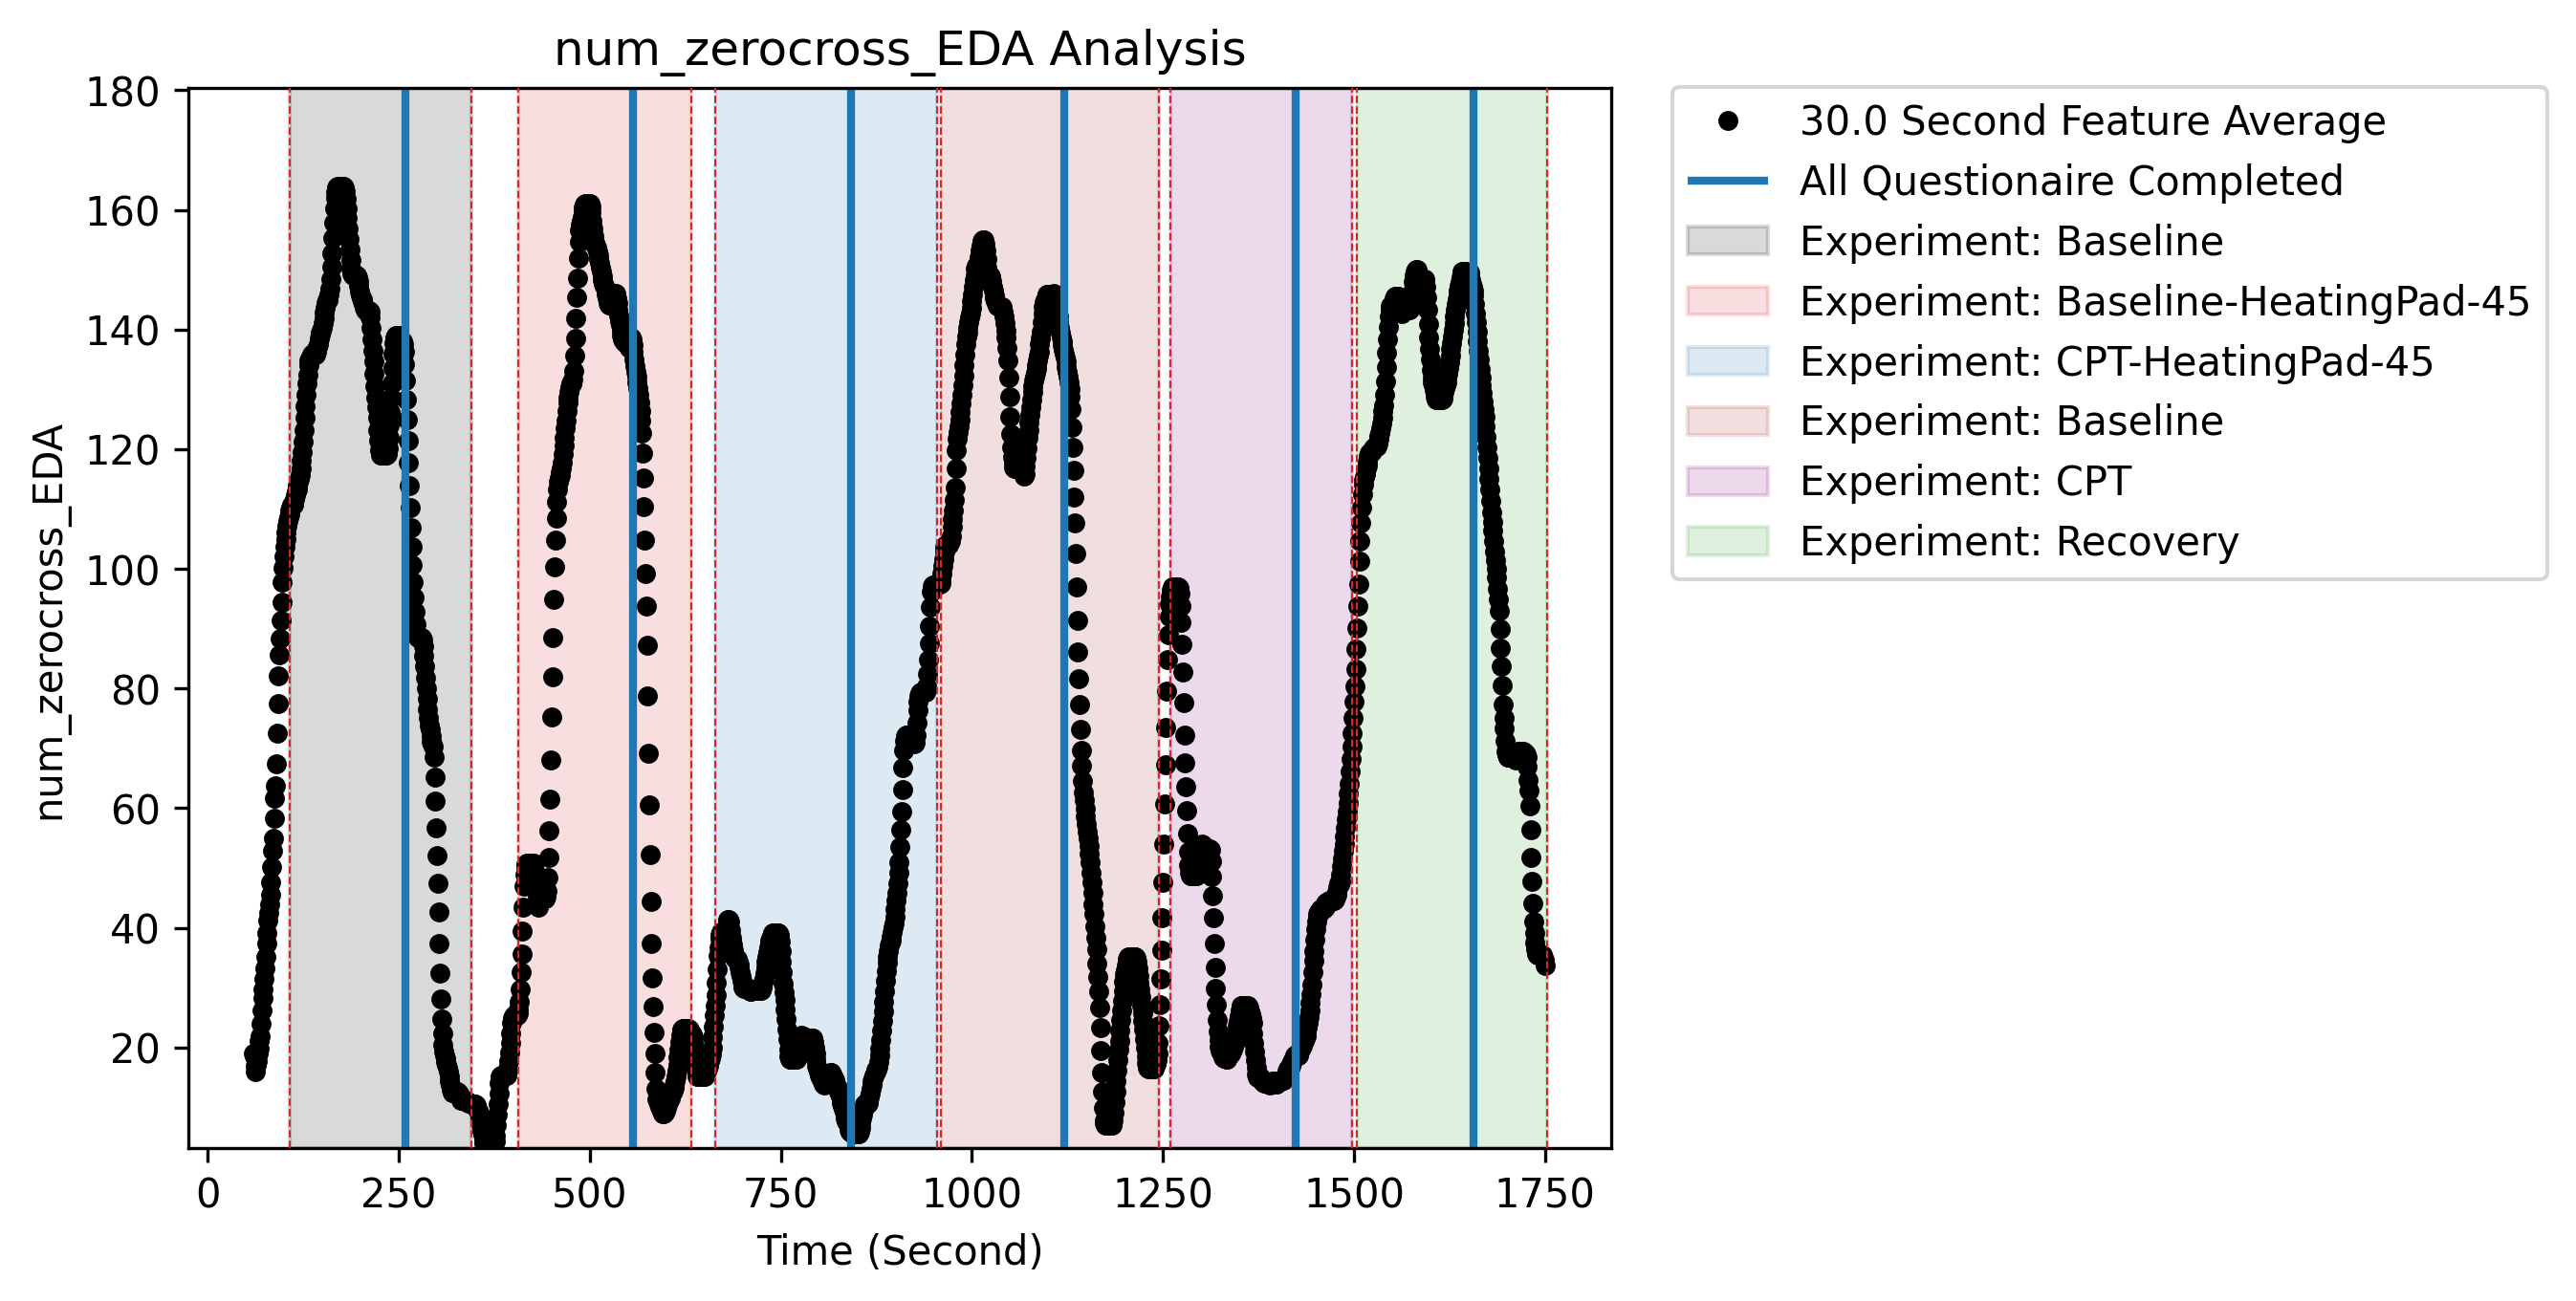 num_zerocross_EDA Analysis
180
160
140
120
100
80
60
40
20
num_zerocross_EDA
0 250 500 750 1000 1250 1500 1750
Time (Second)
30.0 Second Feature Average
All Questionaire Completed
Experiment: Baseline
Experiment: Baseline-HeatingPad-45
Experiment: CPT-HeatingPad-45
Experiment: Baseline
Experiment: CPT
Experiment: Recovery